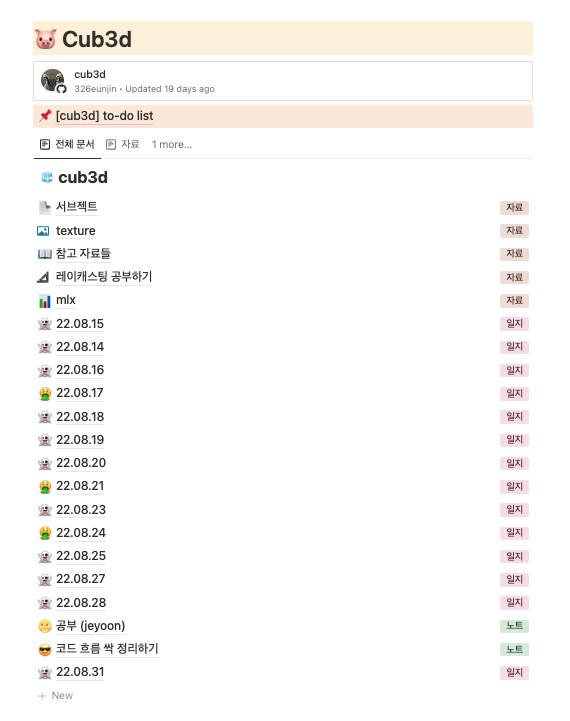 Cub3d
cub3d
326eunjin • Updated 19 days ago
[cub3d] to-do list
전체 문서 자료 1 more...
cub3d
서브젝트 자료
texture 자료
참고 자료들 자료
레이캐스팅 공부하기 자료
mlx 자료
22.08.15 일지
22.08.14 일지
22.08.16 일지
22.08.17 일지
22.08.18 일지
22.08.19 일지
22.08.20 일지
22.08.21 일지
22.08.23 일지
22.08.24 일지
22.08.25 일지
22.08.27 일지
22.08.28 일지
공부 (jeyoon) 노트
코드 흐름 싹 정리하기 노트
22.08.31 일지
+ New